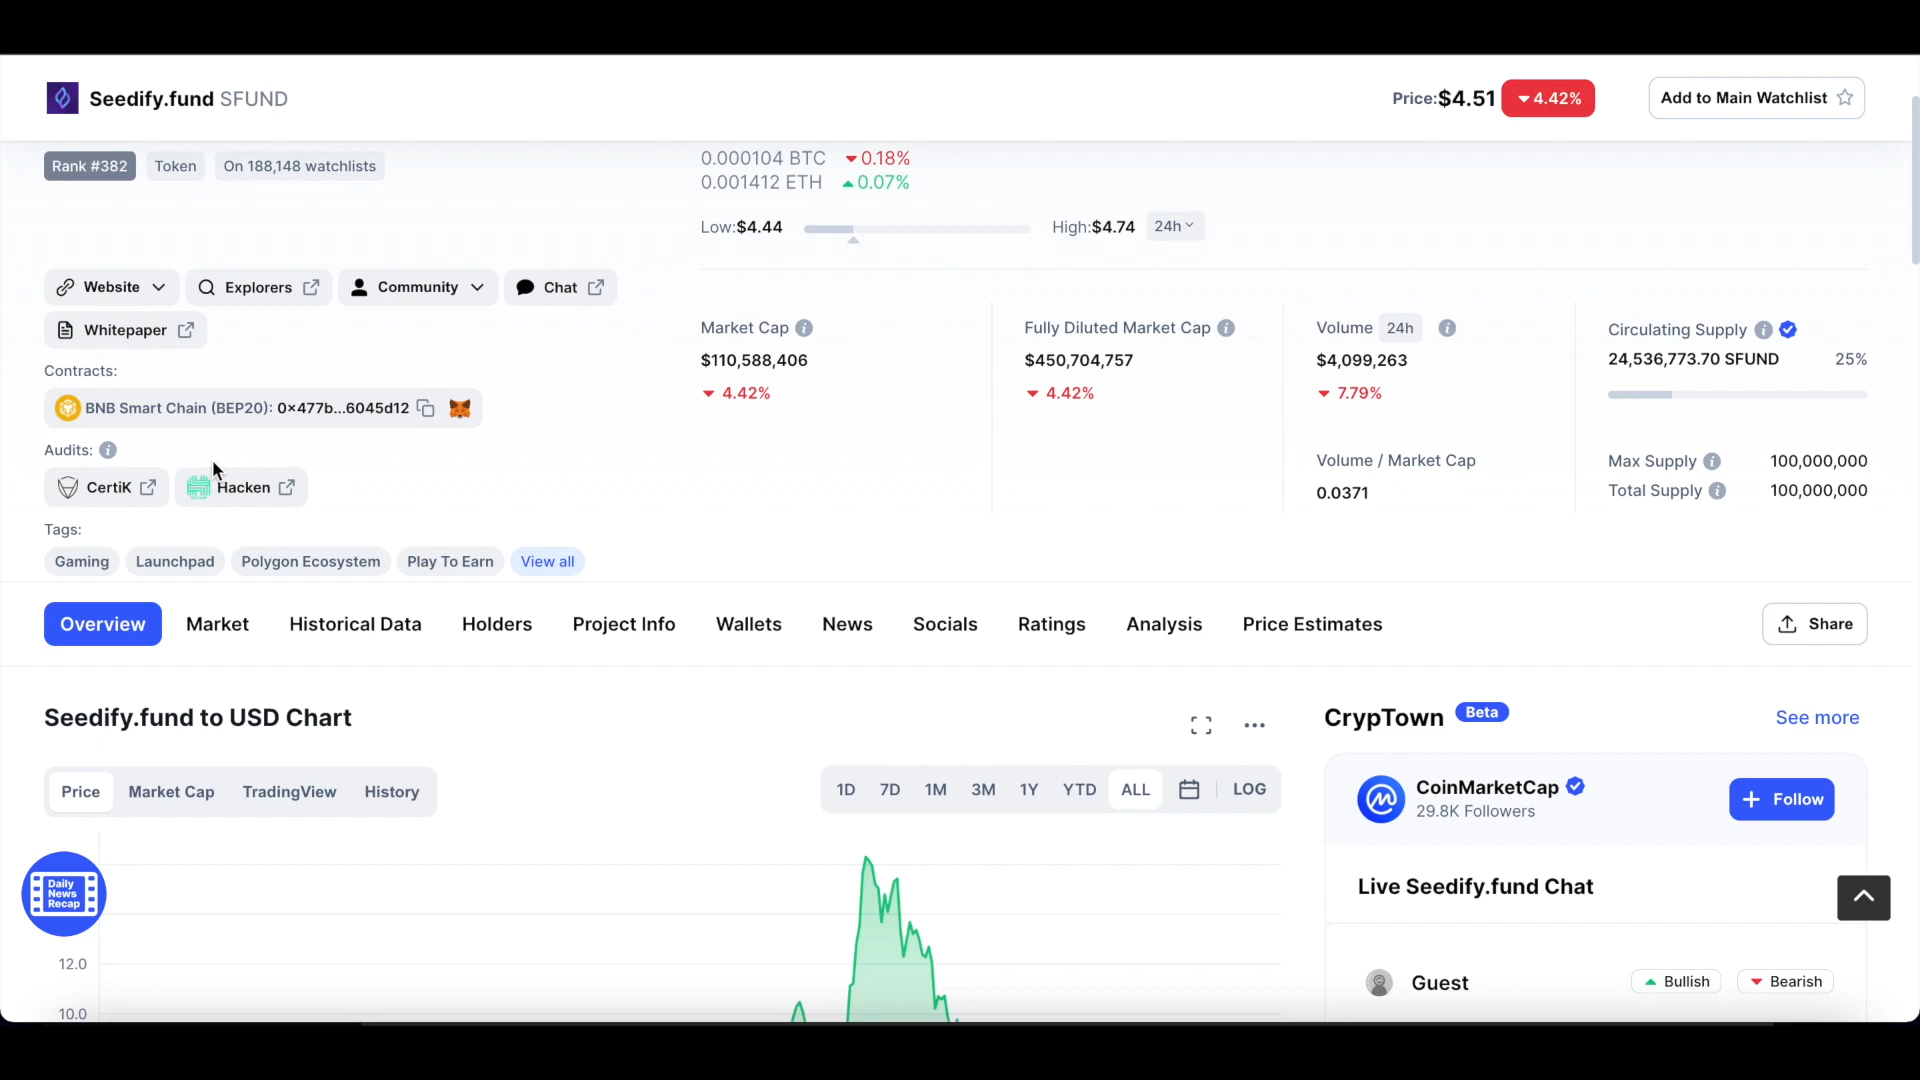 Seedify.fund SFUND
Price:$4.51 4.42%
Add to Main Watchlist
Rank #382 Token On 188,148 watchlists
0.000104 BTC 0.18%
0.001412 ETH 0.07%
Low:$4.44 High:$4.74 24h
Website Explorers Community Chat
Whitepaper
Contracts:
BNB Smart Chain (BEP20): 0x477b...6045d12
Audits:
CertiK Hacken
Tags:
Gaming Launchpad Polygon Ecosystem Play To Earn View all
Market Cap
$110,588,406
4.42%
Fully Diluted Market Cap
$450,704,757
4.42%
Volume 24h
$4,099,263
7.79%
Volume / Market Cap
0.0371
Circulating Supply
24,536,773.70 SFUND 25%
Max Supply 100,000,000
Total Supply 100,000,000
Overview Market Historical Data Holders Project Info Wallets News Socials Ratings Analysis Price Estimates Share
Seedify.fund to USD Chart
Price Market Cap TradingView History
1D 7D 1M 3M 1Y YTD ALL LOG
12.0
10.0
Daily
News
Recap
CrypTown Beta See more
CoinMarketCap
29.8K Followers
Follow
Live Seedify.fund Chat
Guest Bullish Bearish